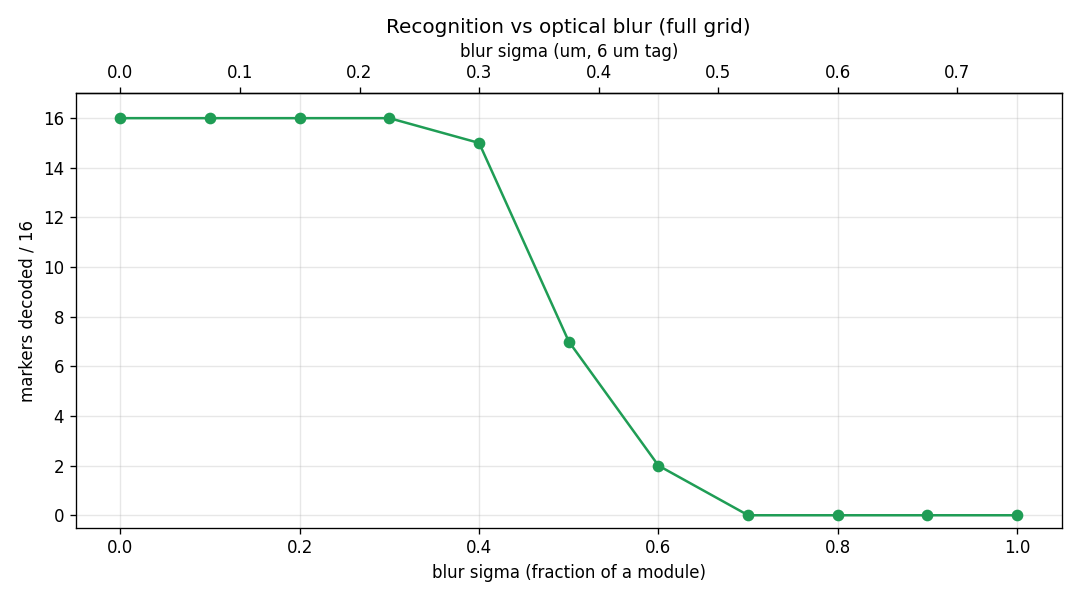 Recognition vs optical blur (full grid)
blur sigma (um, 6 um tag)
0.0 0.1 0.2 0.3 0.4 0.5 0.6 0.7
markers decoded / 16
16
14
12
10
8
6
4
2
0
0.0 0.2 0.4 0.6 0.8 1.0
blur sigma (fraction of a module)